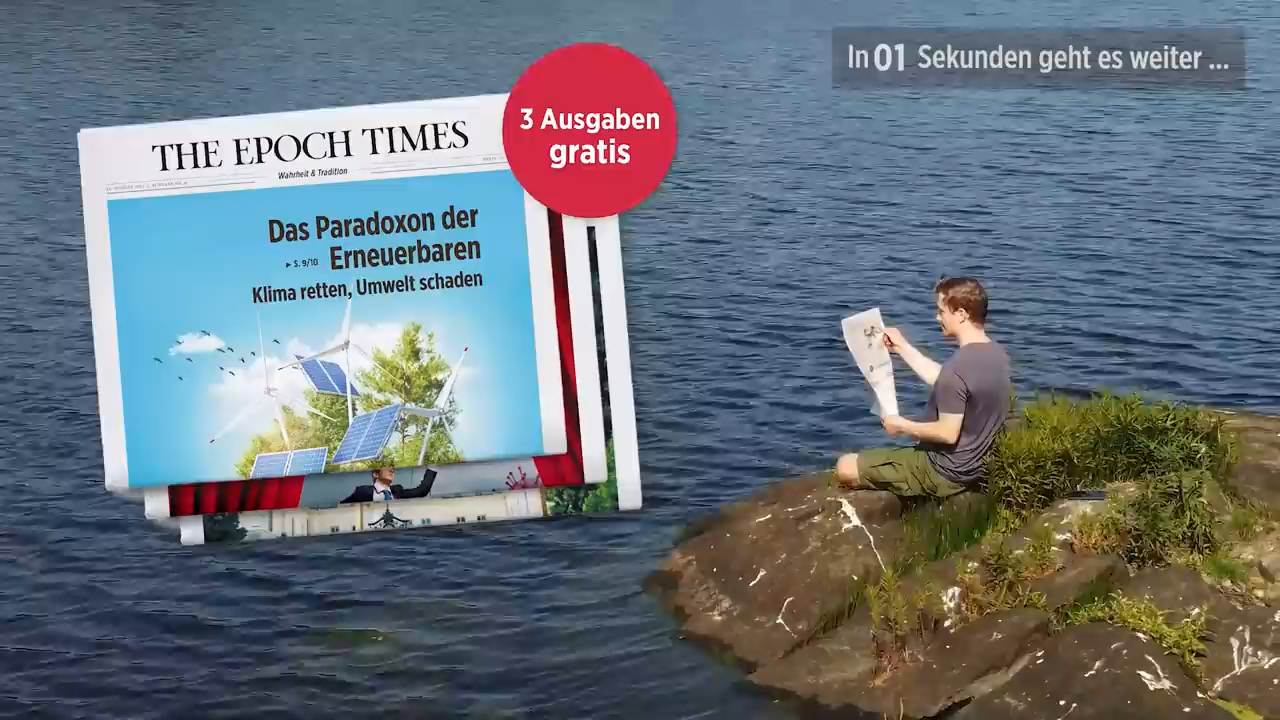 In 01 Sekunden geht es weiter ...
3 Ausgaben
gratis
THE EPOCH TIMES
Wahrheit & Tradition
Das Paradoxon der
▸ S. 9/10 Erneuerbaren
Klima retten, Umwelt schaden